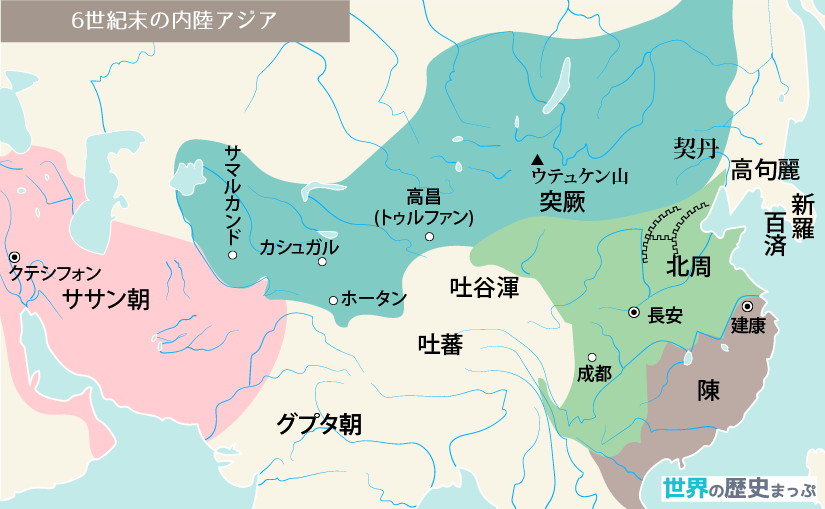 6世紀末の内陸アジア
サマルカンド
カシュガル
高昌
(トゥルファン)
ホータン
ウテュケン山
突厥
契丹
高句麗
新羅
百済
クテシフォン
ササン朝
吐谷渾
吐蕃
グプタ朝
北周
長安
成都
建康
陳
世界の歴史まっぷ